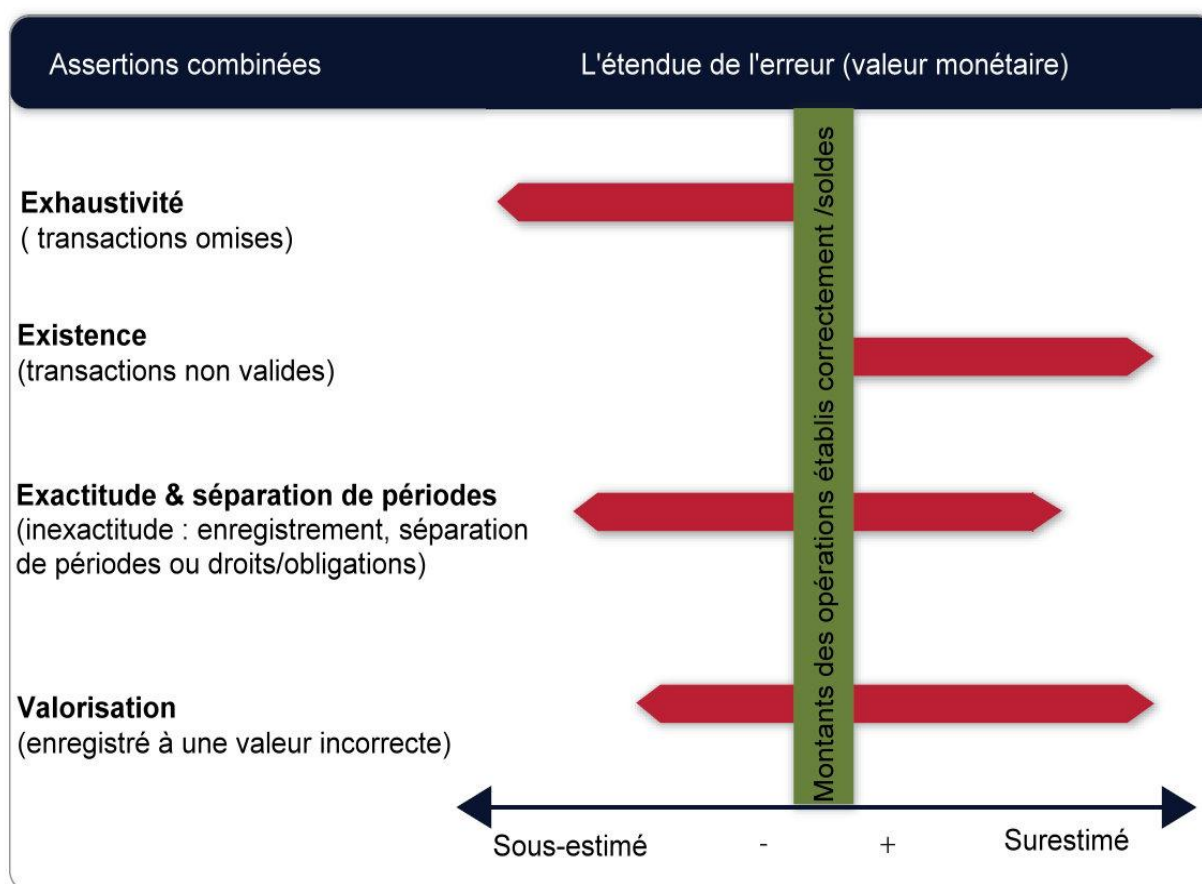 Assertions combinées
L'étendue de l'erreur (valeur monétaire)
Exhaustivité
( transactions omises)
Existence
(transactions non valides)
Exactitude & séparation de périodes
(inexactitude : enregistrement, séparation
de périodes ou droits/obligations)
Valorisation
(enregistré à une valeur incorrecte)
Montants des opérations établis correctement /soldes
Sous-estimé - + Surestimé